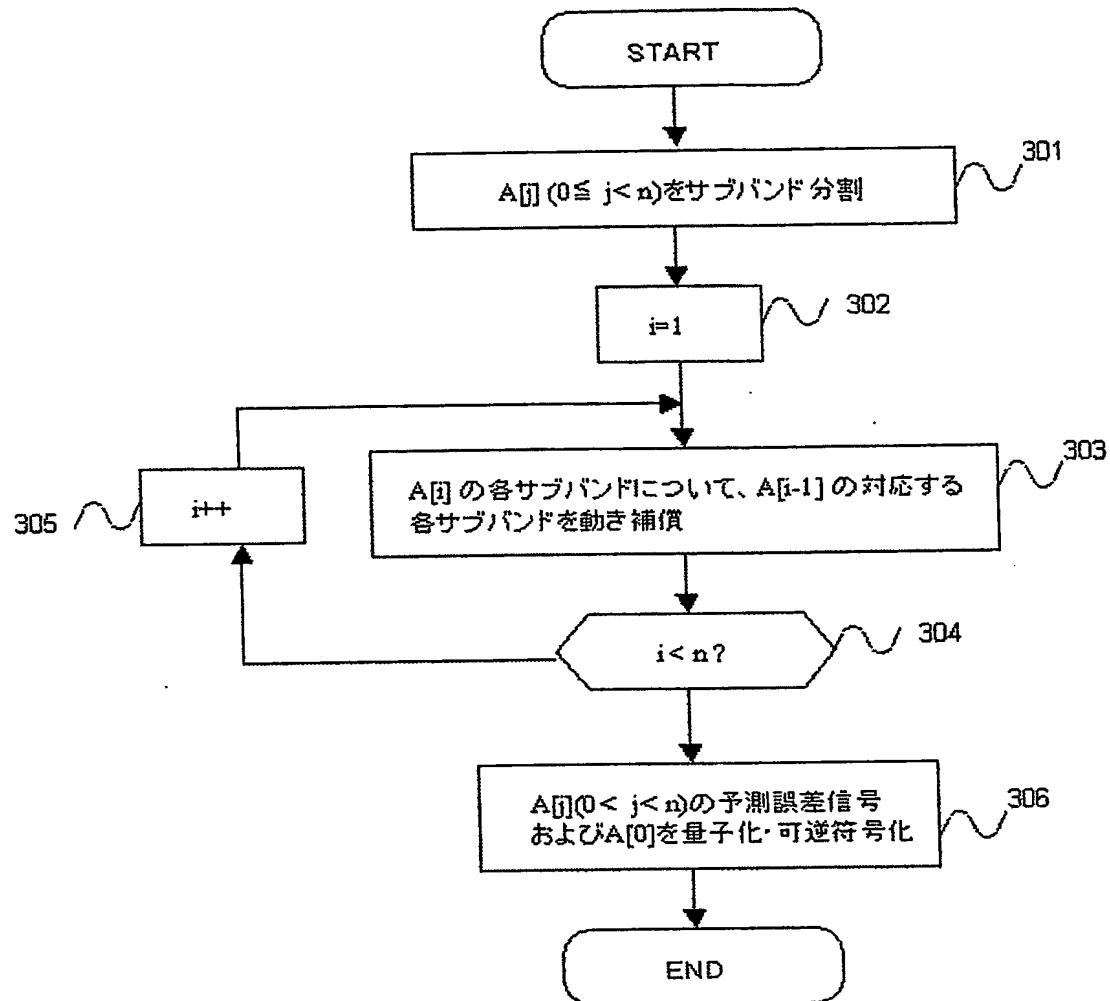 START
A[j] (0≦ j< n)をサブバンド分割
301
i=1
302
A[i] の各サブバンドについて、A[i-1] の対応する
各サブバンドを動き補償
303
i++
305
i< n ?
304
A[j](0< j< n)の予測誤差信号
およびA[0]を量子化・可逆符号化
306
END